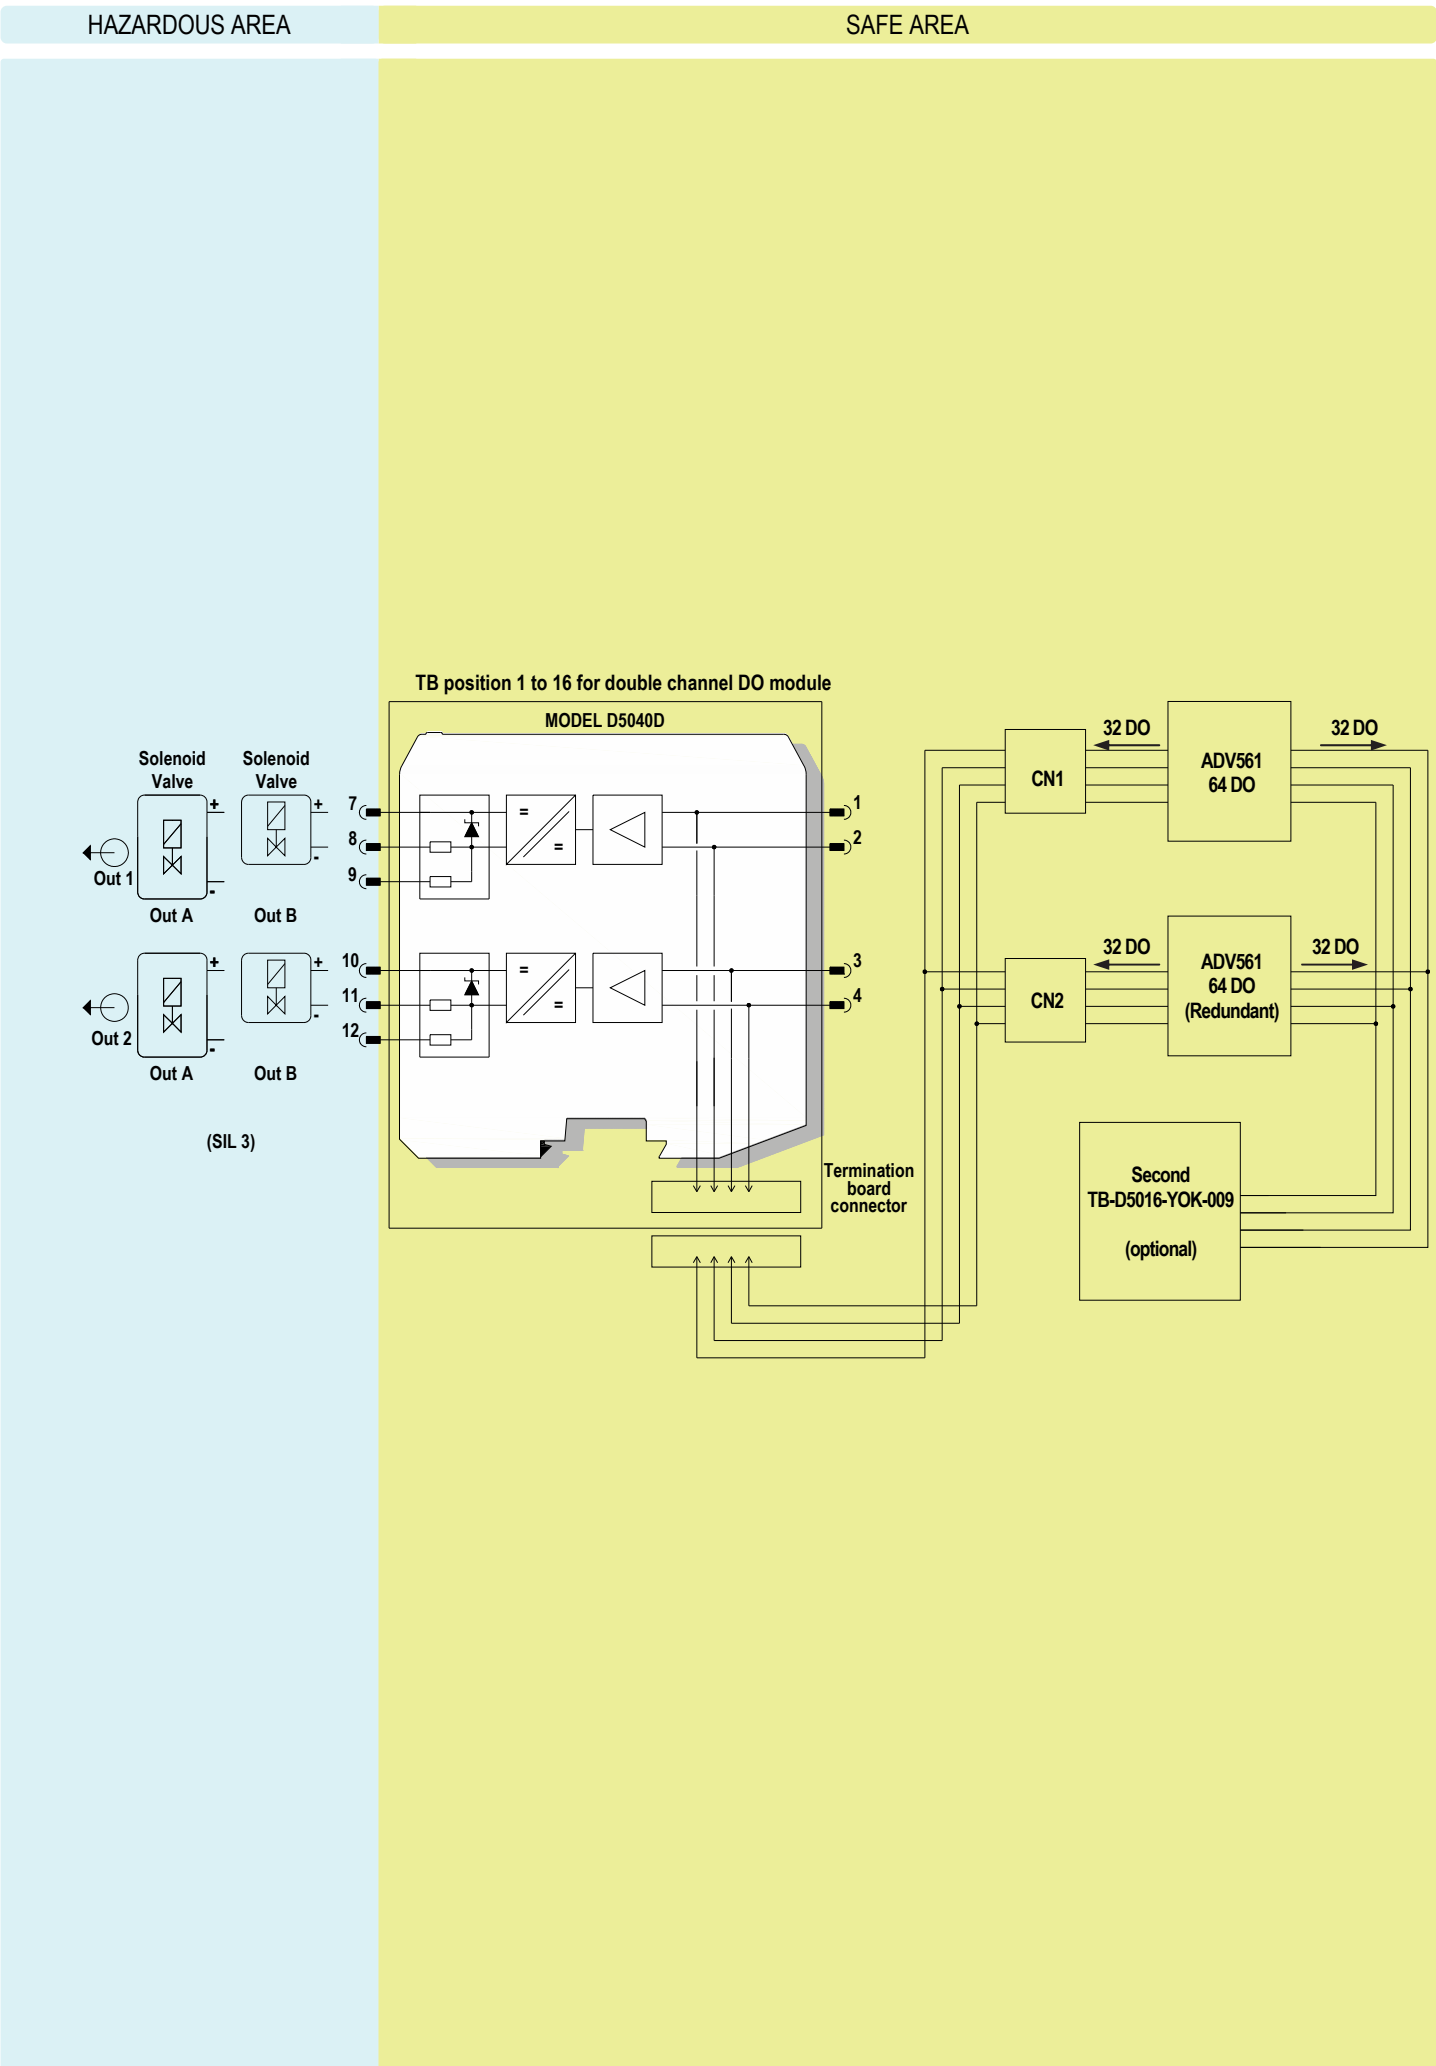 HAZARDOUS AREA
SAFE AREA
TB position 1 to 16 for double channel DO module
MODEL D5040D
Solenoid
Valve
Solenoid
Valve
+
-
+
-
Out 1
Out A
Out B
7
8
9
=
=
1
2
+
-
+
-
Out 2
Out A
Out B
10
11
12
=
=
3
4
(SIL 3)
Termination
board
connector
CN1
32 DO
ADV561
64 DO
32 DO
CN2
32 DO
ADV561
64 DO
(Redundant)
32 DO
Second
TB-D5016-YOK-009
(optional)